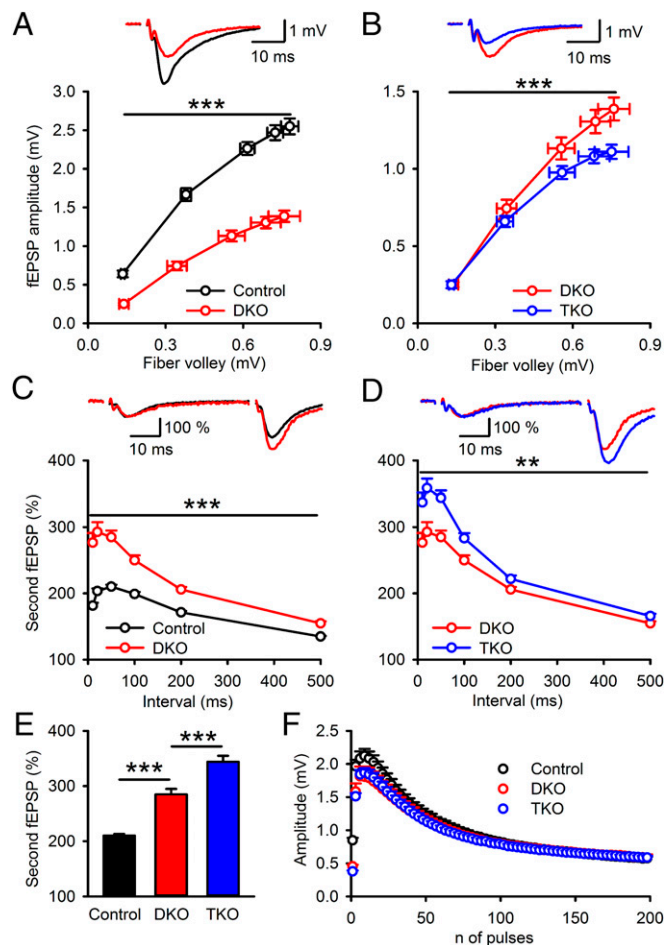 A
1 mV
10 ms
***
3.0
2.5
2.0
1.5
1.0
0.5
0.0
fEPSP amplitude (mV)
Control
DKO
0.0 0.3 0.6 0.9
Fiber volley (mV)
B
1 mV
10 ms
***
1.5
1.0
0.5
0.0
DKO
TKO
0.0 0.3 0.6 0.9
Fiber volley (mV)
C
100 %
10 ms
***
400
300
200
100
Second fEPSP (%)
Control
DKO
0 100 200 300 400 500
Interval (ms)
D
100 %
10 ms
**
400
300
200
100
DKO
TKO
0 100 200 300 400 500
Interval (ms)
E
***
***
400
300
200
100
Second fEPSP (%)
Control DKO TKO
F
2.5
2.0
1.5
1.0
0.5
0.0
Amplitude (mV)
Control
DKO
TKO
0 50 100 150 200
n of pulses